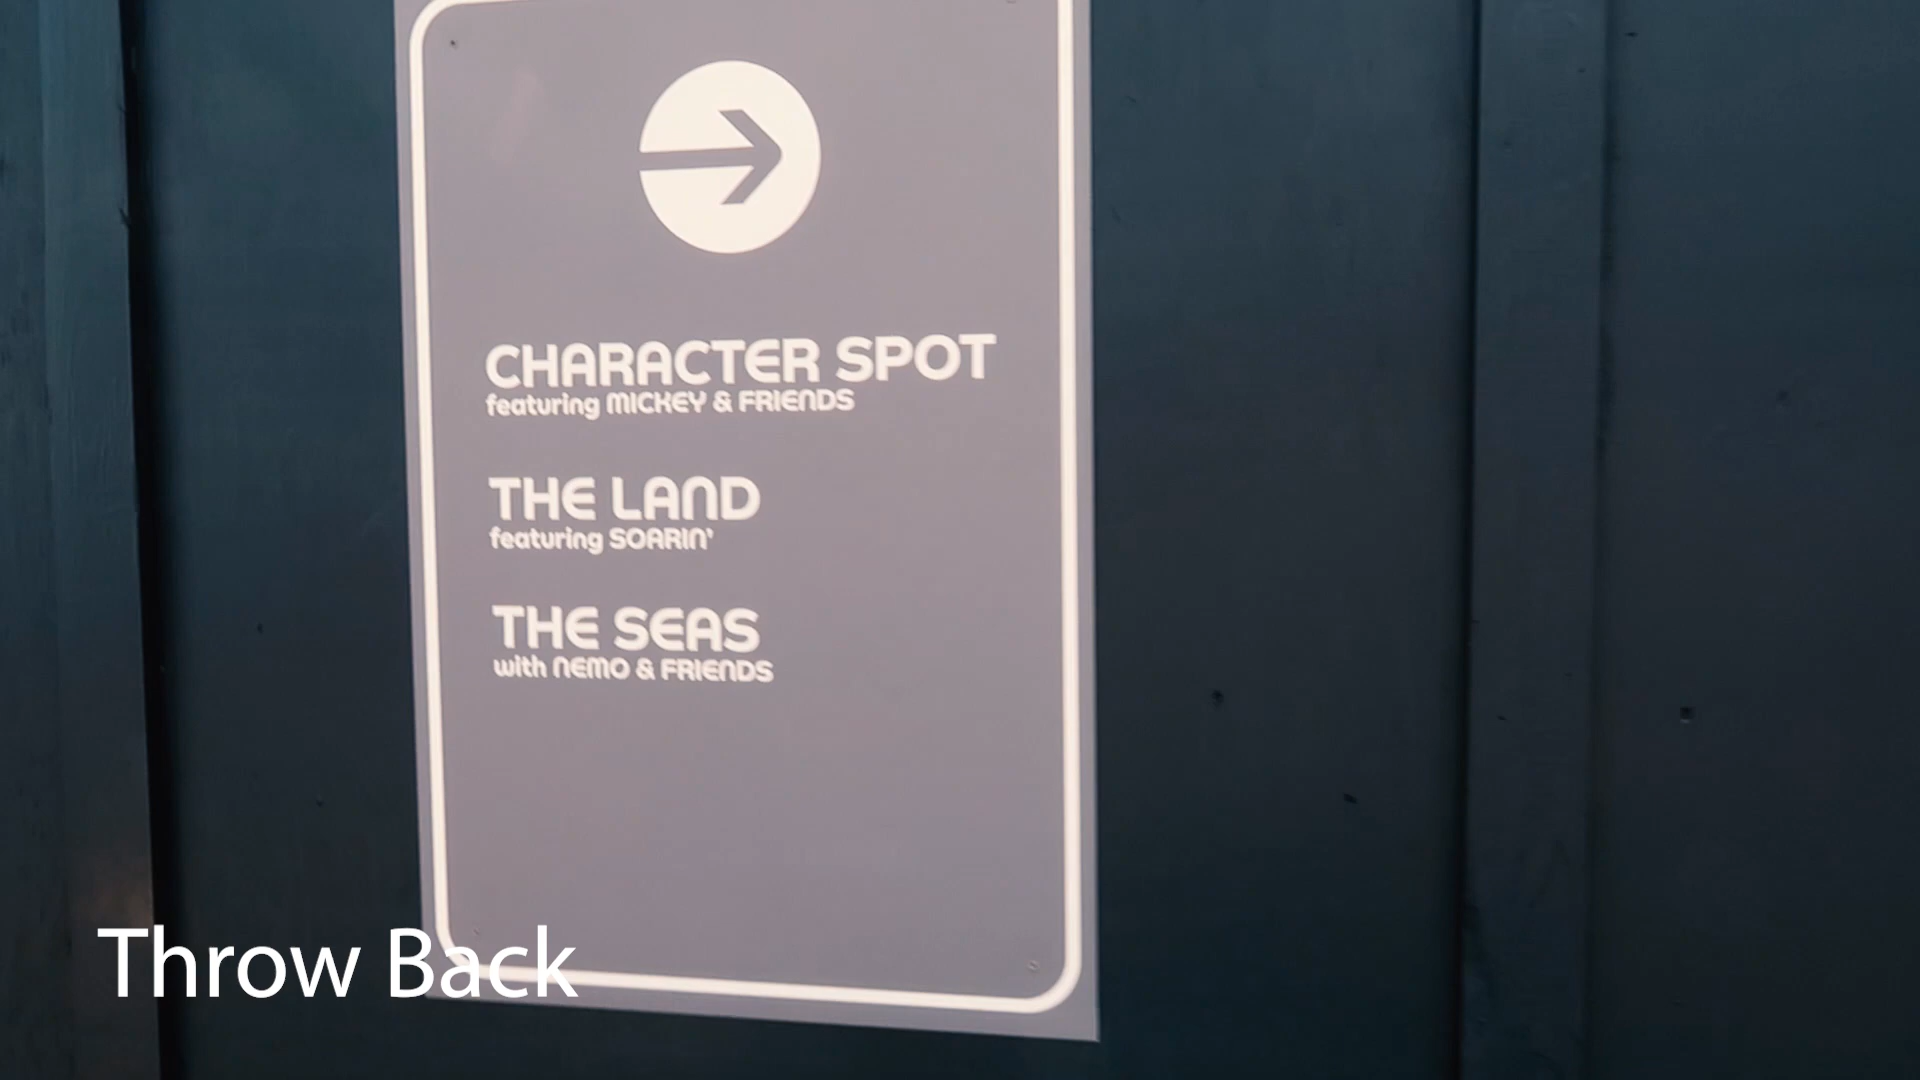 CHARACTER SPOT
featuring MICKEY & FRIENDS
THE LAND
featuring SOARIN'
THE SEAS
with NEMO & FRIENDS
Throw Back